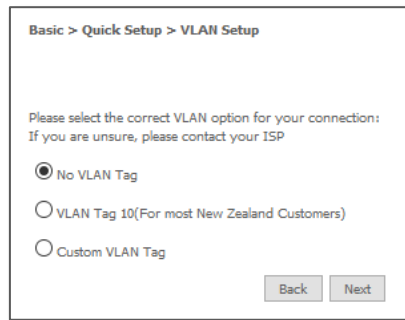 Basic > Quick Setup > VLAN Setup
Please select the correct VLAN option for your connection:
If you are unsure, please contact your ISP
No VLAN Tag
VLAN Tag 10(For most New Zealand Customers)
Custom VLAN Tag
Back Next